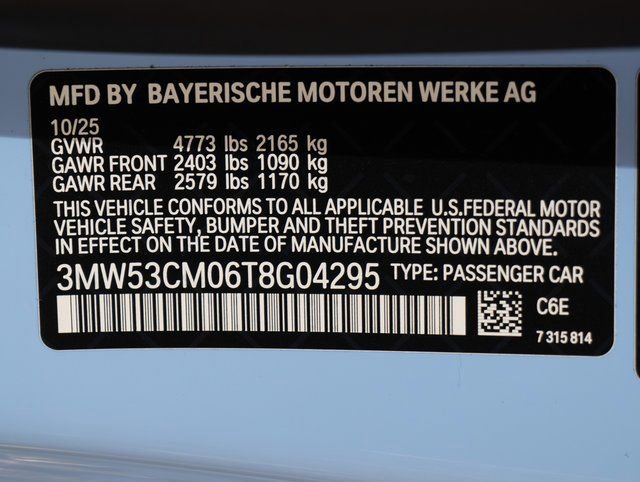 MFD BY BAYERISCHE MOTOREN WERKE AG
10/25
GVWR 4773 lbs 2165 kg
GAWR FRONT 2403 lbs 1090 kg
GAWR REAR 2579 lbs 1170 kg
THIS VEHICLE CONFORMS TO ALL APPLICABLE U.S.FEDERAL MOTOR
VEHICLE SAFETY, BUMPER AND THEFT PREVENTION STANDARDS
IN EFFECT ON THE DATE OF MANUFACTURE SHOWN ABOVE.
3MW53CM06T8G04295 TYPE: PASSENGER CAR
C6E
7 315 814